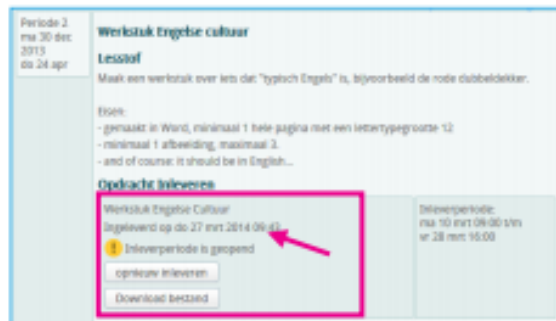 Periode 2
ma 30 dec
2013
do 24 apr
Werkstuk Engelse cultuur
Lesstof
Maak een werkstuk over iets dat "typisch Engels" is, bijvoorbeeld de rode dubbeldekker.
Eisen:
- gemaakt in Word, minimaal 1 hele pagina met een lettertypegrootte 12
- minimaal 1 afbeelding, maximaal 3.
- and of course: it should be in English...
Opdracht Inleveren
Werkstuk Engelse Cultuur
Ingeleverd op do 27 mrt 2014 09:43
Inleverperiode is geopend
opnieuw inleveren
Download bestand
Inleverperiode:
ma 10 mrt 09:00 t/m
vr 28 mrt 16:00